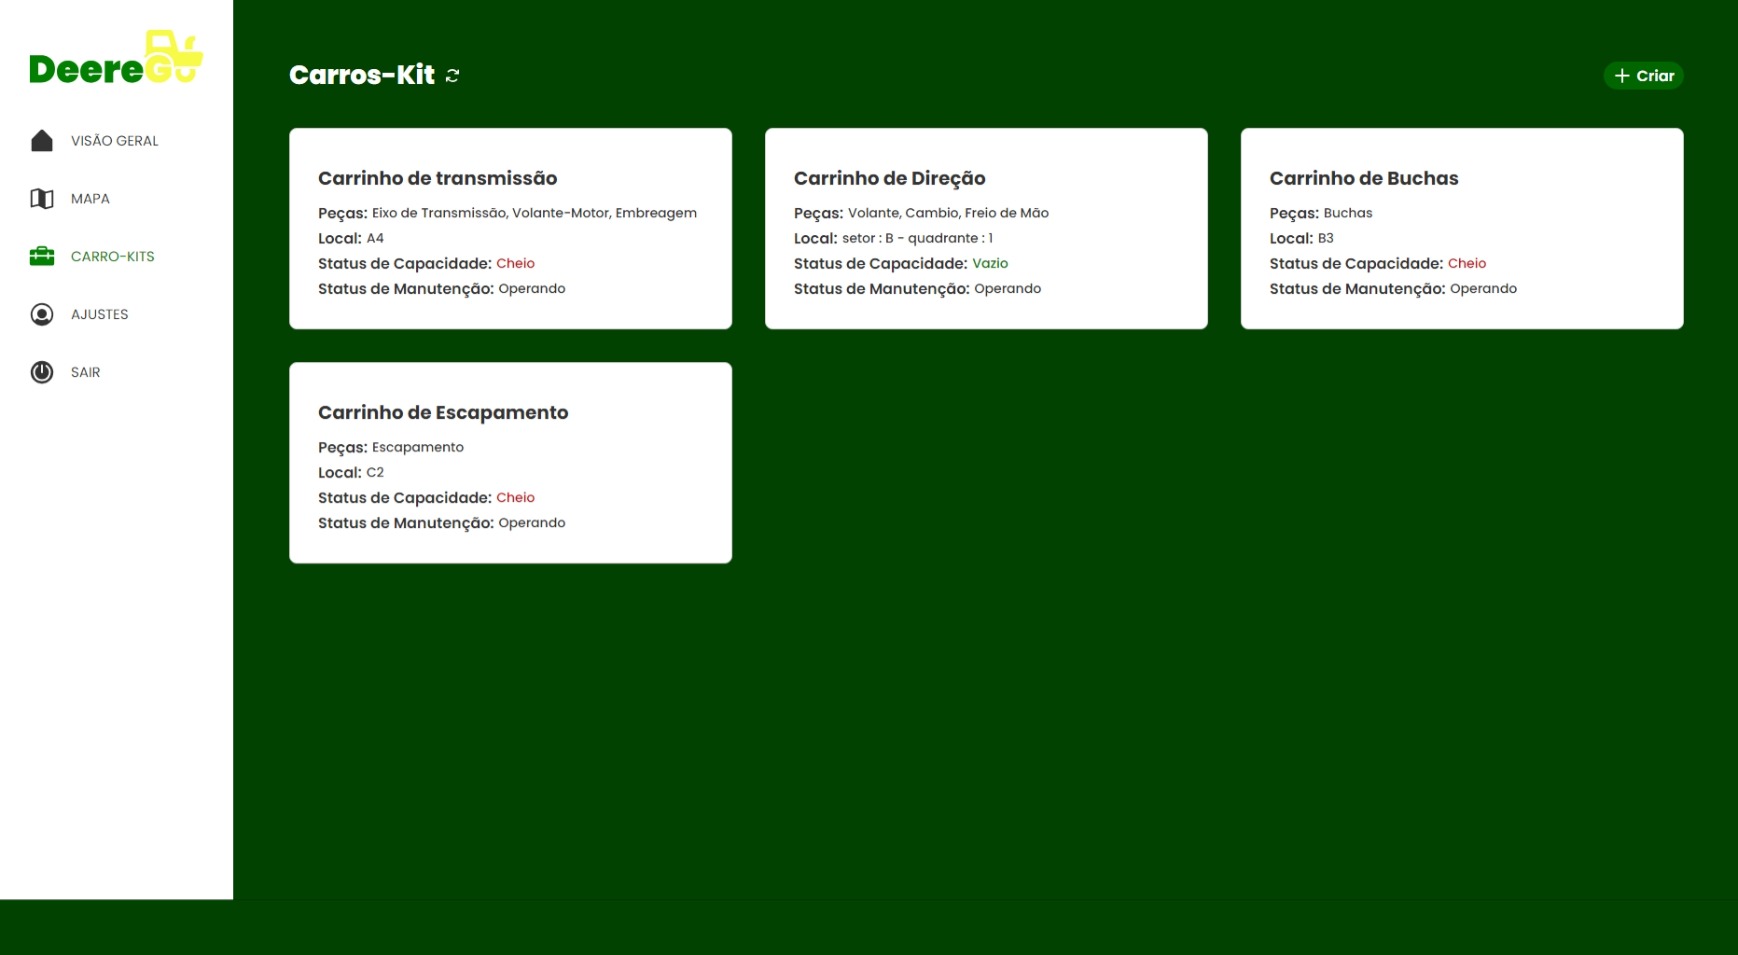 DeereGo
VISÃO GERAL
MAPA
CARRO-KITS
AJUSTES
SAIR
Carros-Kit
+ Criar
Carrinho de transmissão
Peças: Eixo de Transmissão, Volante-Motor, Embreagem
Local: A4
Status de Capacidade: Cheio
Status de Manutenção: Operando
Carrinho de Direção
Peças: Volante, Cambio, Freio de Mão
Local: setor : B - quadrante : 1
Status de Capacidade: Vazio
Status de Manutenção: Operando
Carrinho de Buchas
Peças: Buchas
Local: B3
Status de Capacidade: Cheio
Status de Manutenção: Operando
Carrinho de Escapamento
Peças: Escapamento
Local: C2
Status de Capacidade: Cheio
Status de Manutenção: Operando